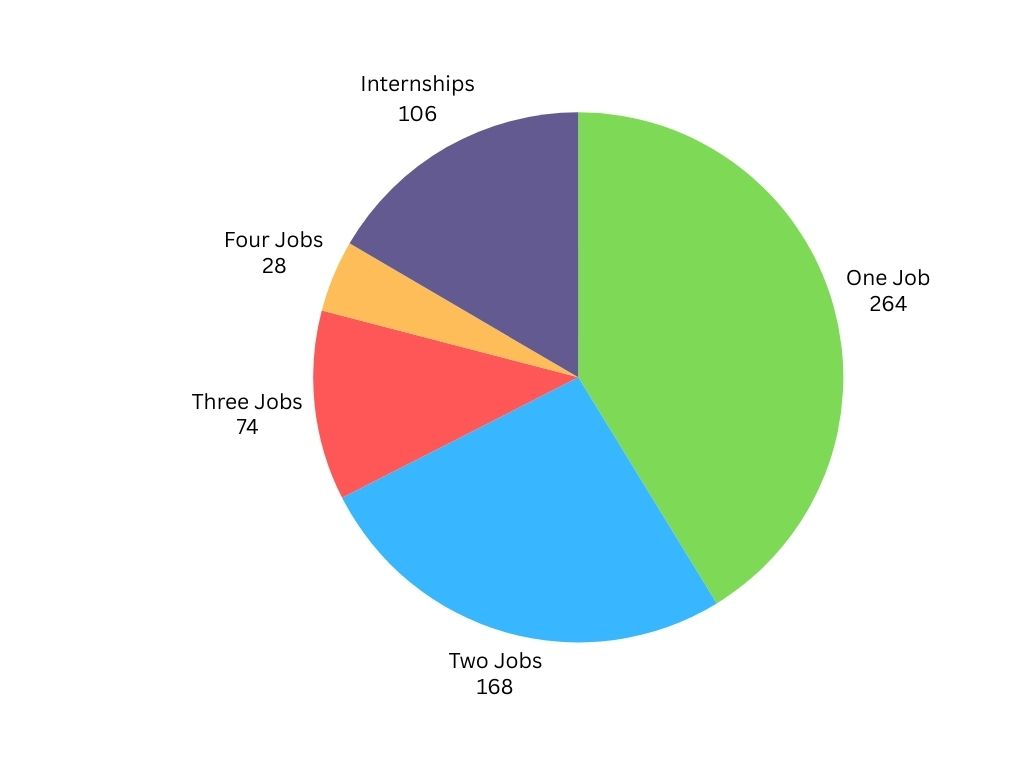 Internships
106
Four Jobs
28
One Job
264
Three Jobs
74
Two Jobs
168